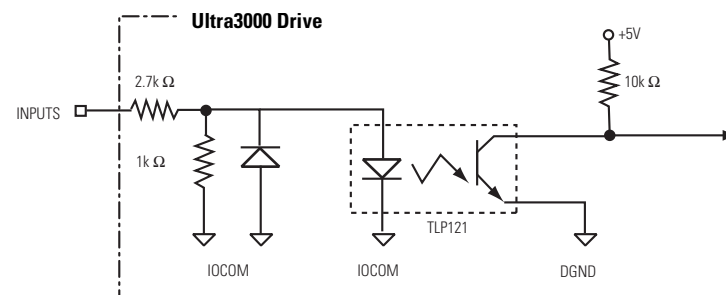 Ultra3000 Drive
+5V
2.7k Ω
10k Ω
INPUTS
1k Ω
TLP121
IOCOM
IOCOM
DGND